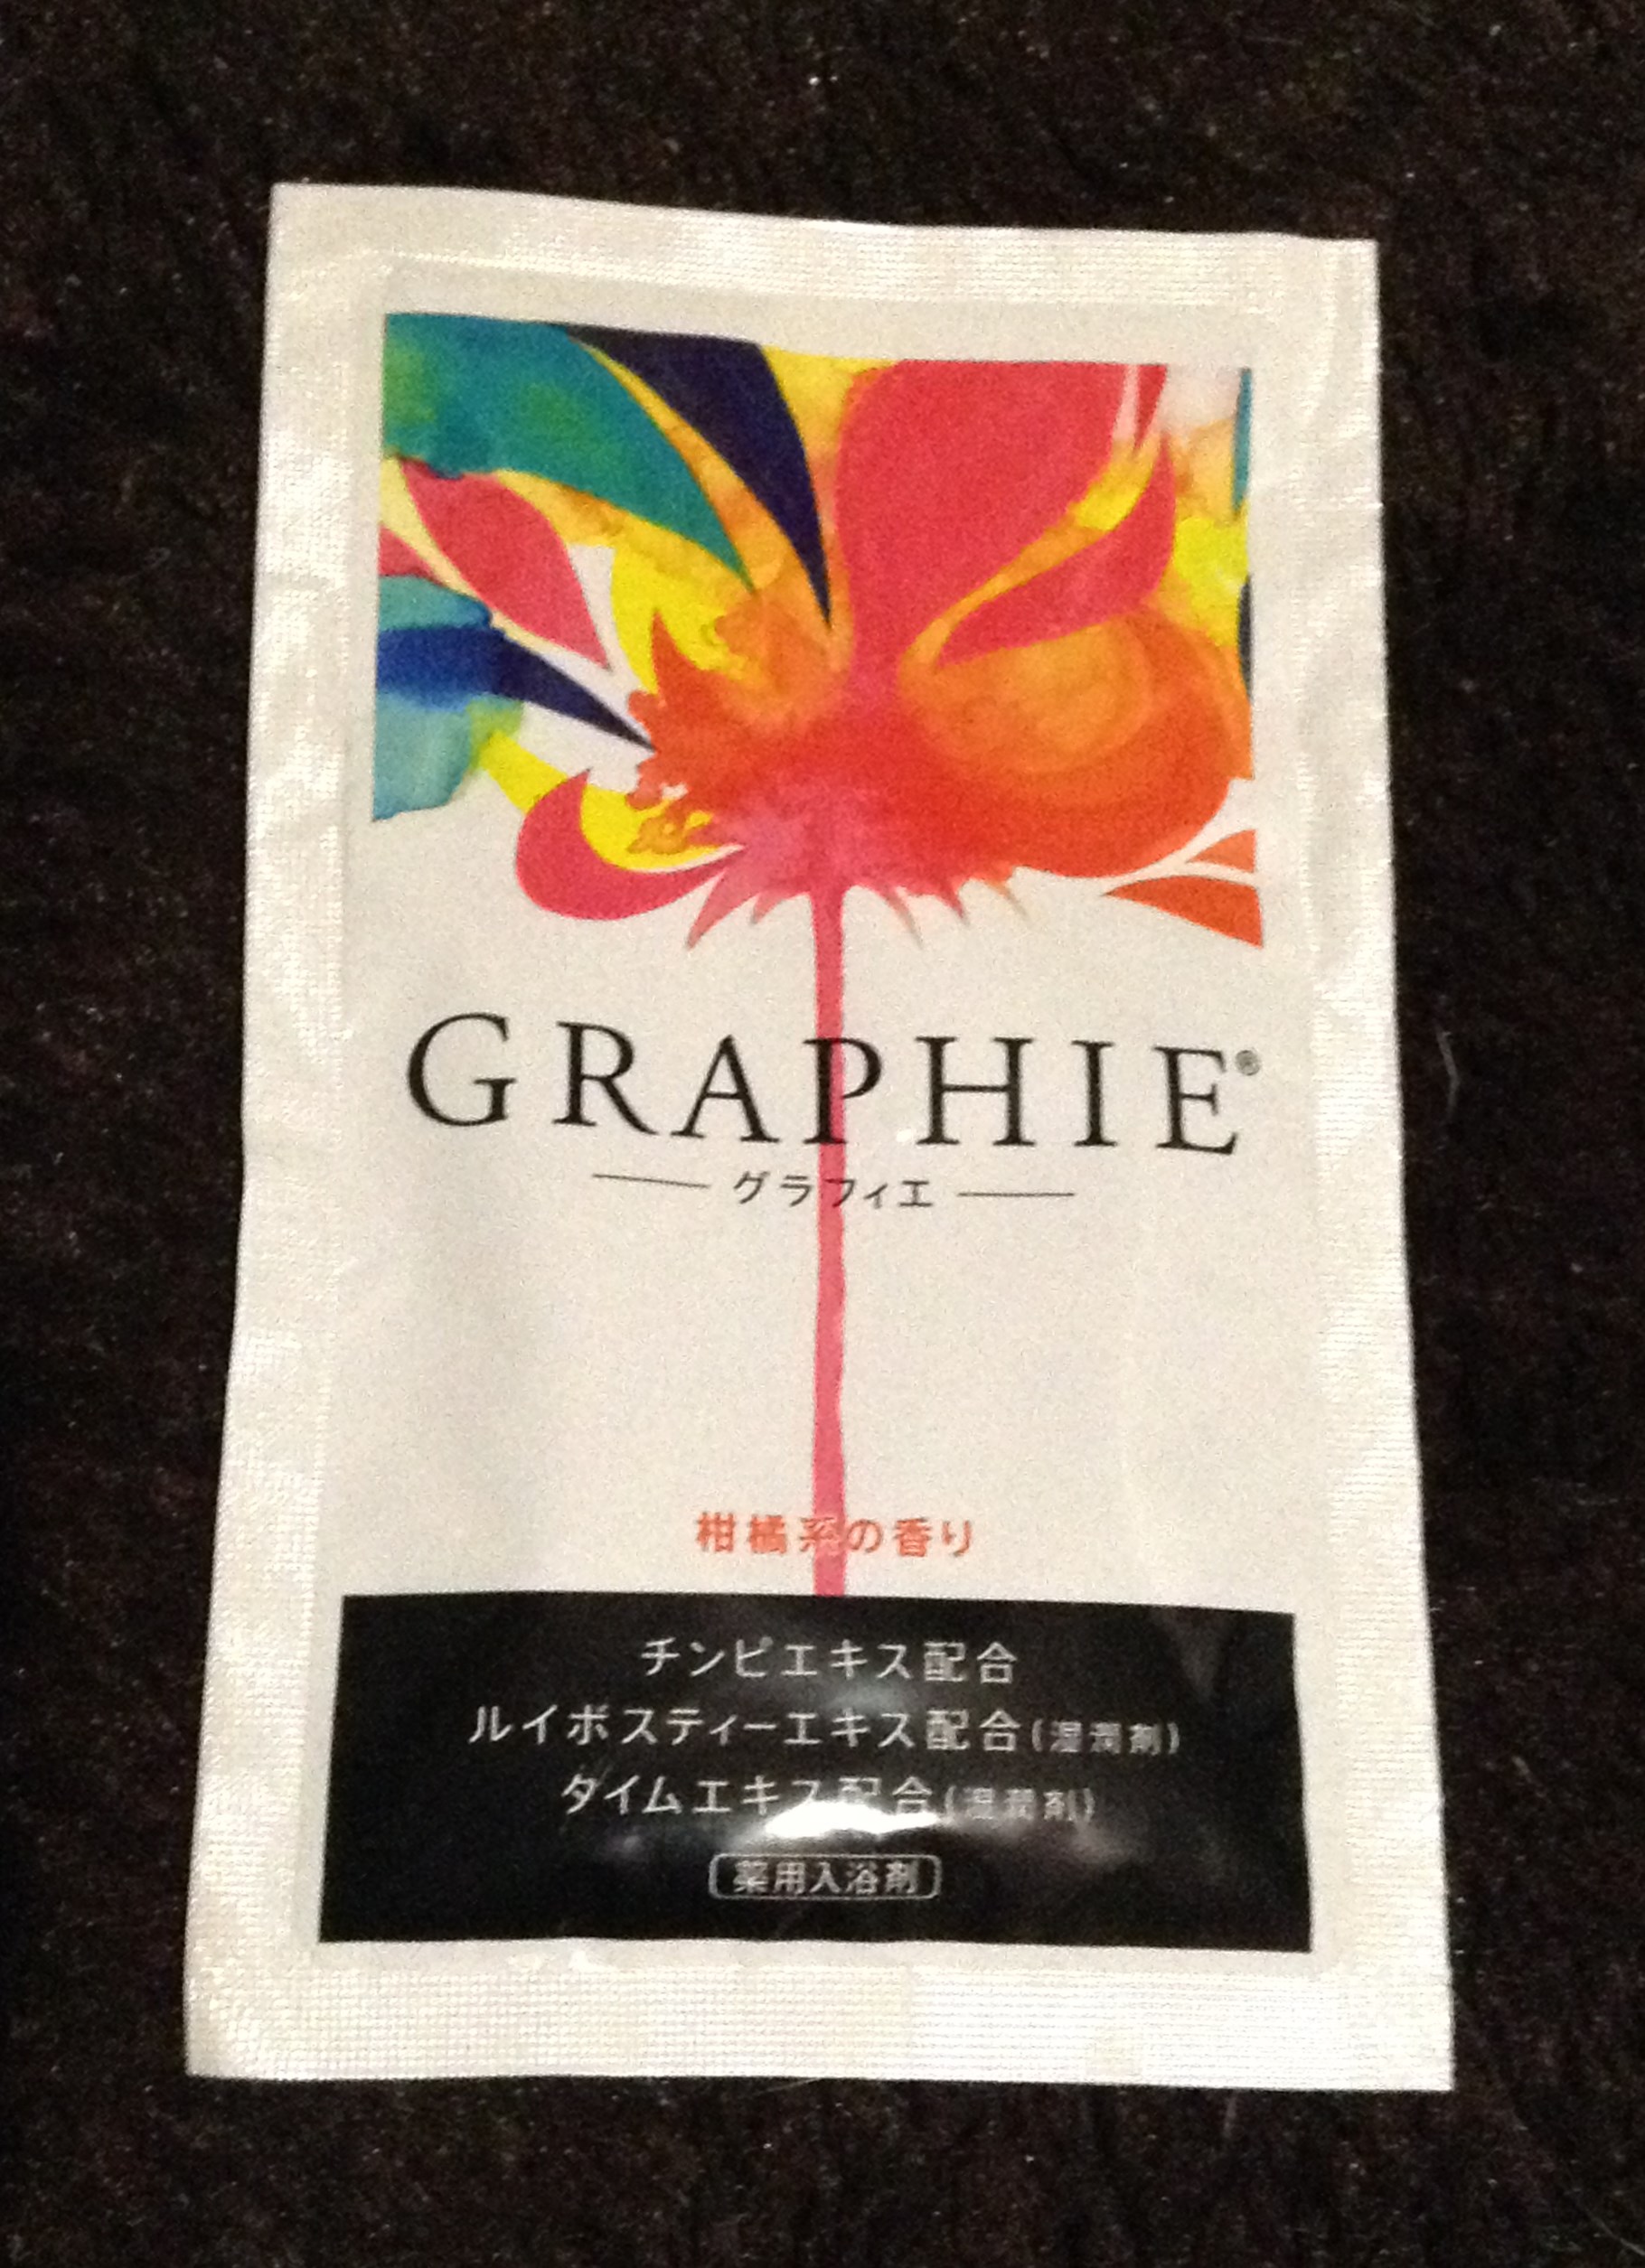 GRAPHIE®
グラフィエ
柑橘系の香り
チンピエキス配合
ルイボスティーエキス配合(湿潤剤)
タイムエキス配合(湿潤剤)
薬用入浴剤